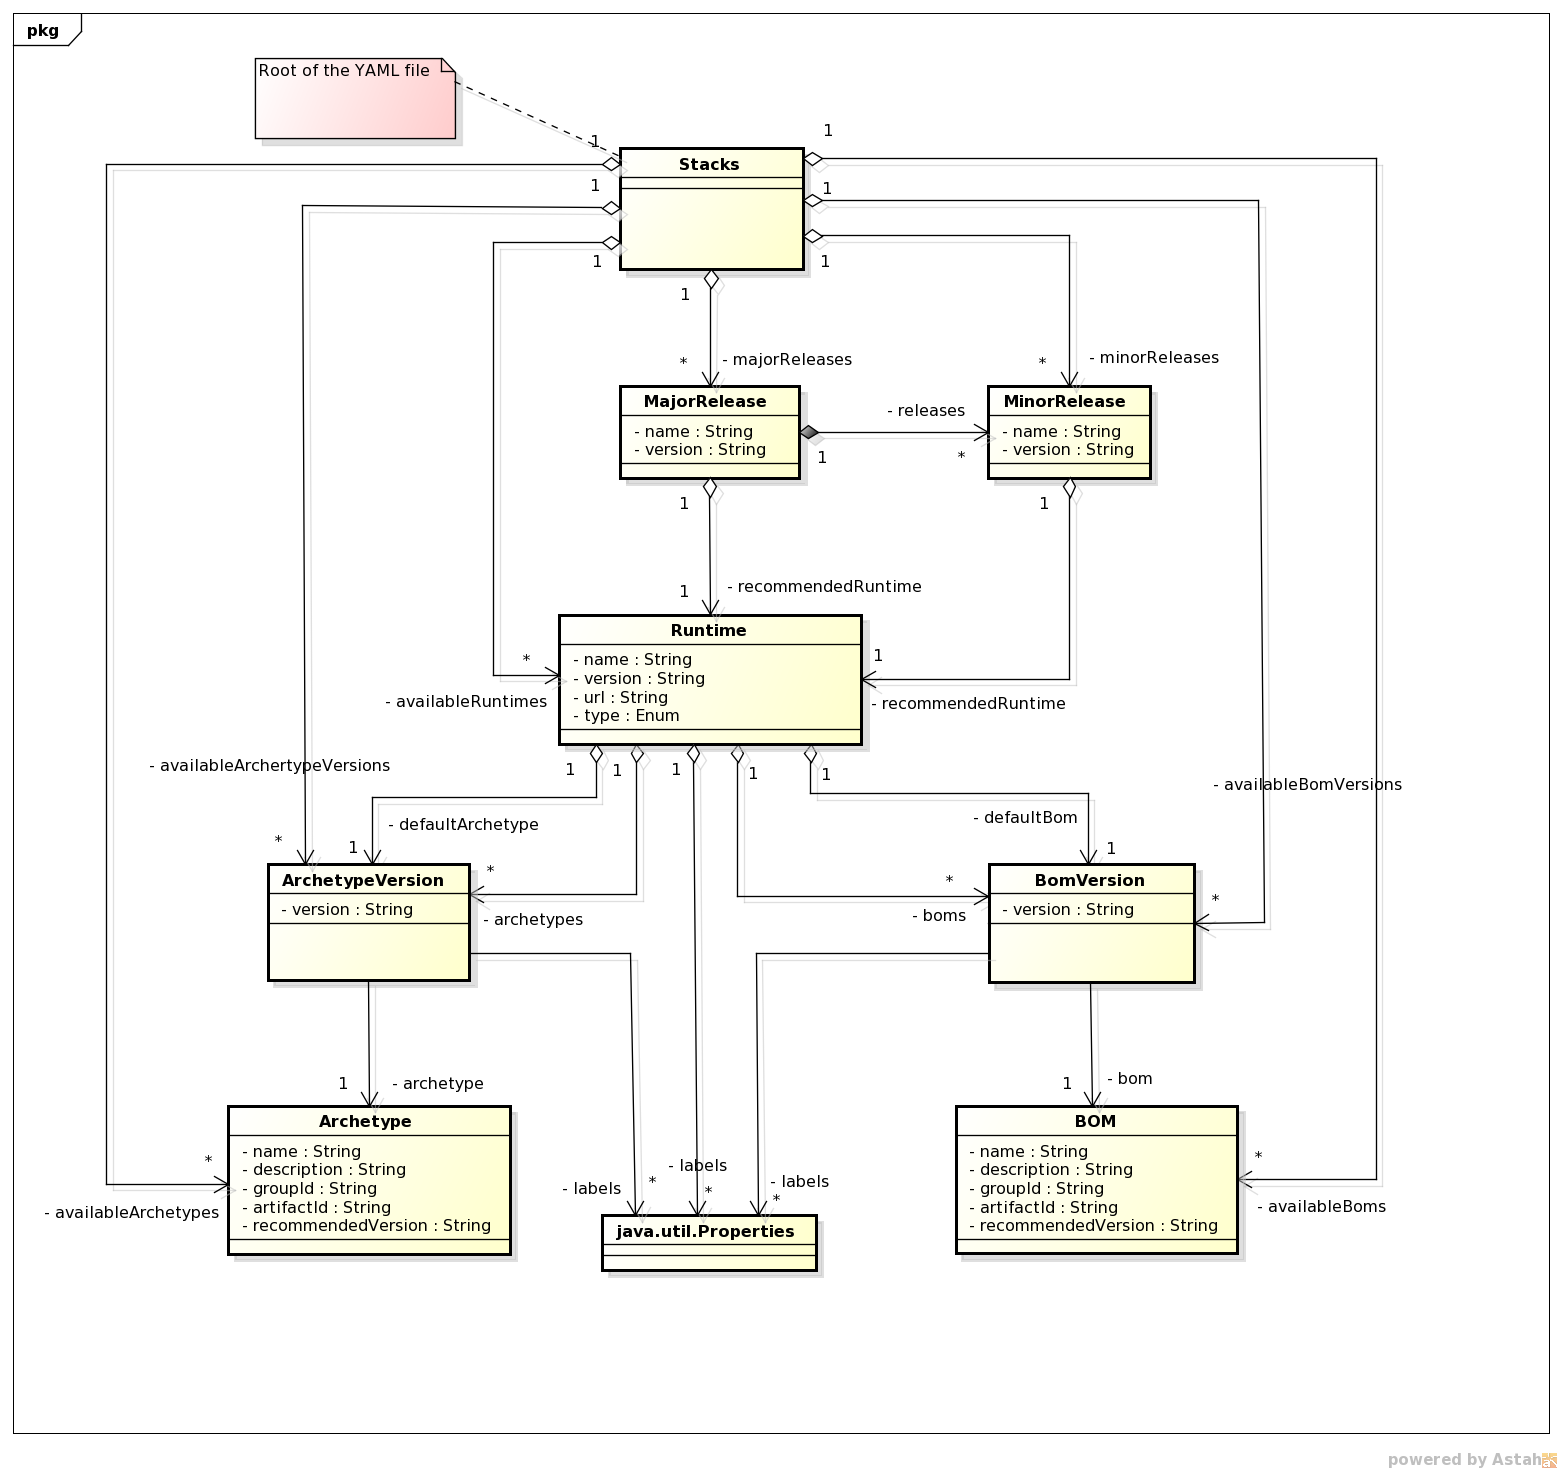 pkg
Root of the YAML file
1
1
Stacks
1
1
1
1
1
* - majorReleases
* - minorReleases
MajorRelease
- name : String
- version : String
- releases
1
*
MinorRelease
- name : String
- version : String
1
1
1 - recommendedRuntime
Runtime
- name : String
- version : String
- url : String
- type : Enum
*
- availableRuntimes
1
- recommendedRuntime
1
1
1
1
1
- availableArchertypeVersions
- availableBomVersions
- defaultArchetype
- defaultBom
*
1
*
*
1
ArchetypeVersion
- version : String
- archetypes
- boms
BomVersion
- version : String
*
1 - archetype
1 - bom
Archetype
- name : String
- description : String
- groupId : String
- artifactId : String
- recommendedVersion : String
*
- availableArchetypes
- labels
*
- labels
*
- labels
*
java.util.Properties
BOM
- name : String
- description : String
- groupId : String
- artifactId : String
- recommendedVersion : String
*
- availableBoms
powered by Astah